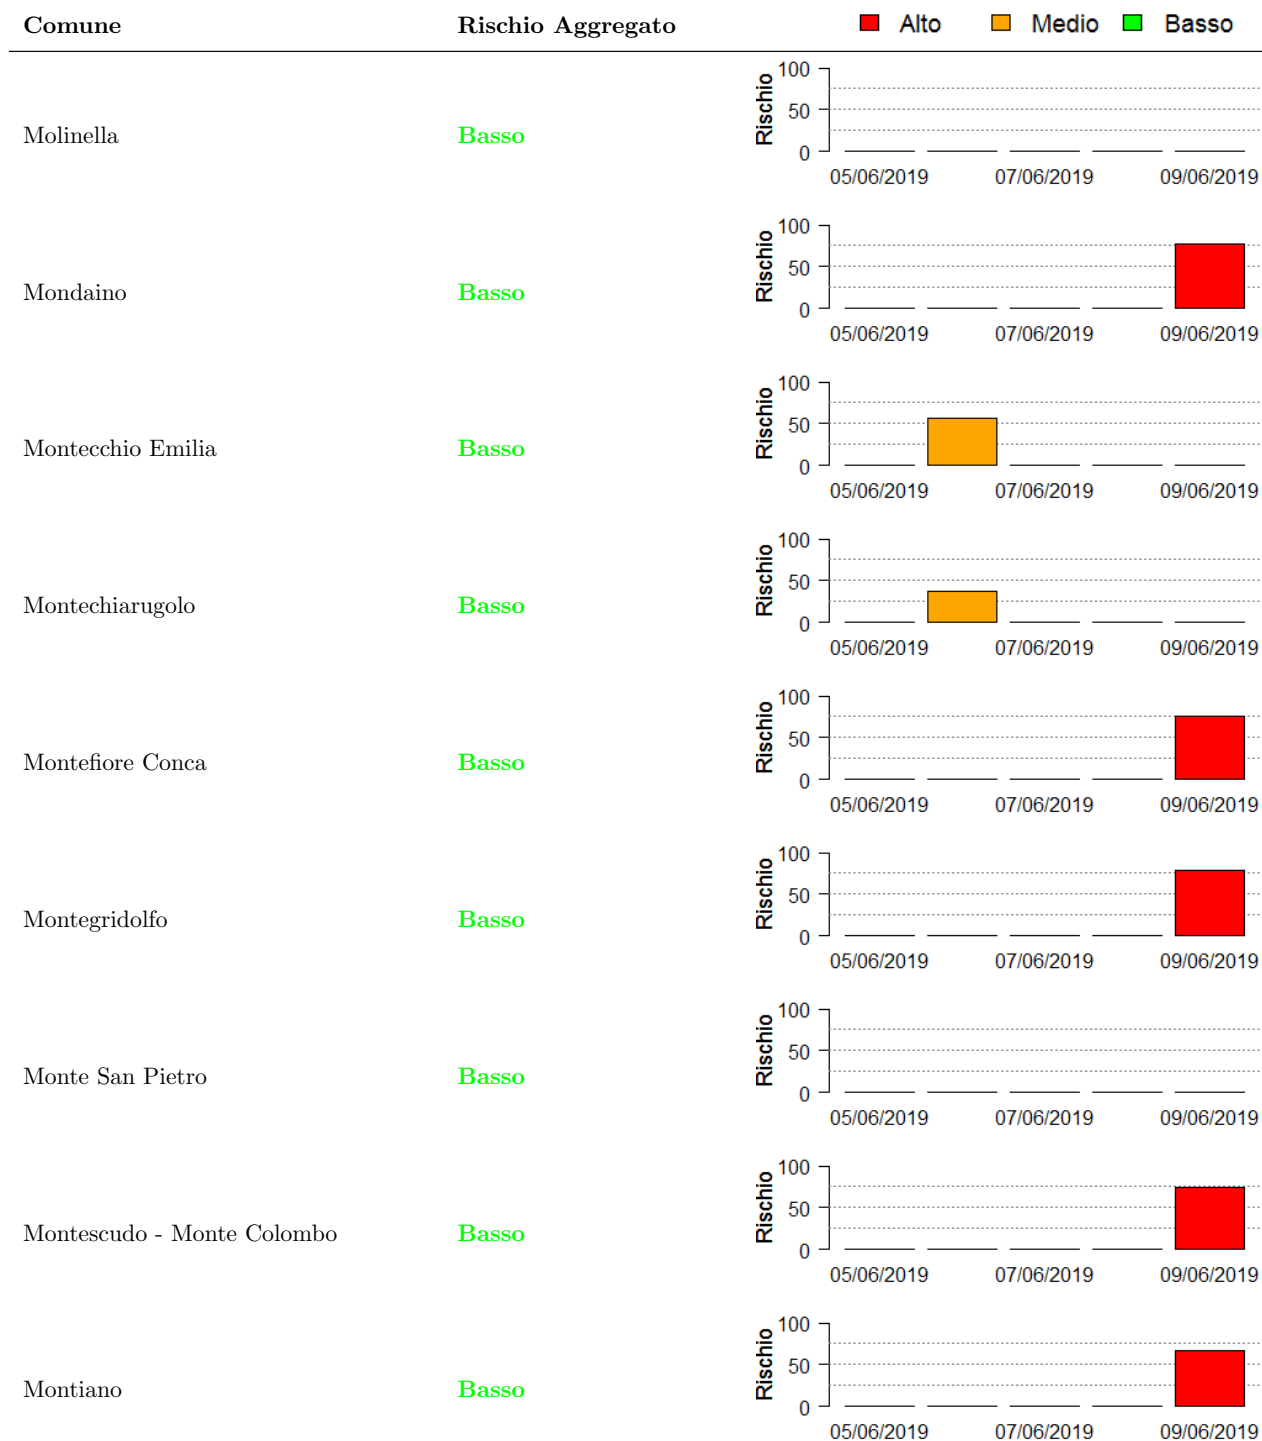 Comune Rischio Aggregato Alto Medio Basso
Molinella Basso
Rischio
100
50
0
05/06/2019 07/06/2019 09/06/2019
Mondaino Basso
Rischio
100
50
0
05/06/2019 07/06/2019 09/06/2019
Montecchio Emilia Basso
Rischio
100
50
0
05/06/2019 07/06/2019 09/06/2019
Montechiarugolo Basso
Rischio
100
50
0
05/06/2019 07/06/2019 09/06/2019
Montefiore Conca Basso
Rischio
100
50
0
05/06/2019 07/06/2019 09/06/2019
Montegridolfo Basso
Rischio
100
50
0
05/06/2019 07/06/2019 09/06/2019
Monte San Pietro Basso
Rischio
100
50
0
05/06/2019 07/06/2019 09/06/2019
Montescudo - Monte Colombo Basso
Rischio
100
50
0
05/06/2019 07/06/2019 09/06/2019
Montiano Basso
Rischio
100
50
0
05/06/2019 07/06/2019 09/06/2019